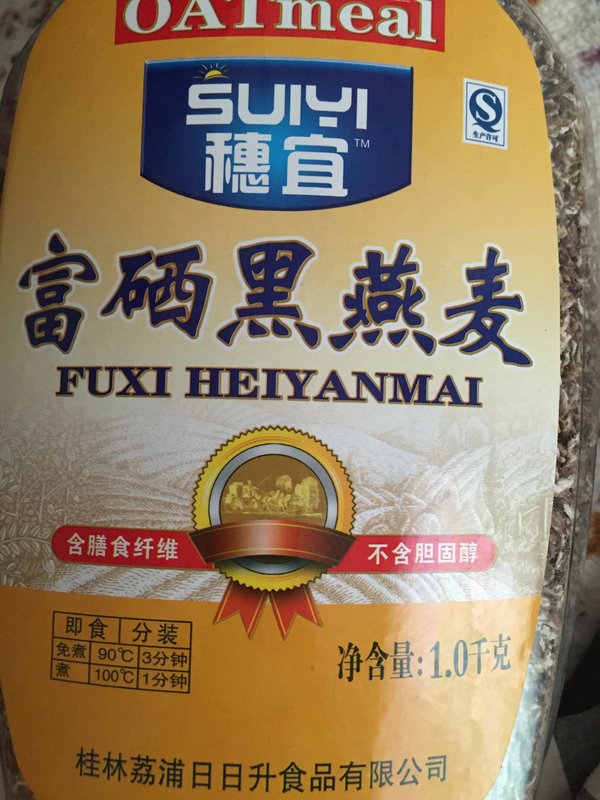 OATmeal
SUIYI
穗宜 TM
S
生产许可
富硒黑燕麦
FUXI HEIYANMAI
含膳食纤维
不含胆固醇
即食 分装
免煮 90℃ 3分钟
煮 100℃ 1分钟
净含量:1.0千克
桂林荔浦日日升食品有限公司